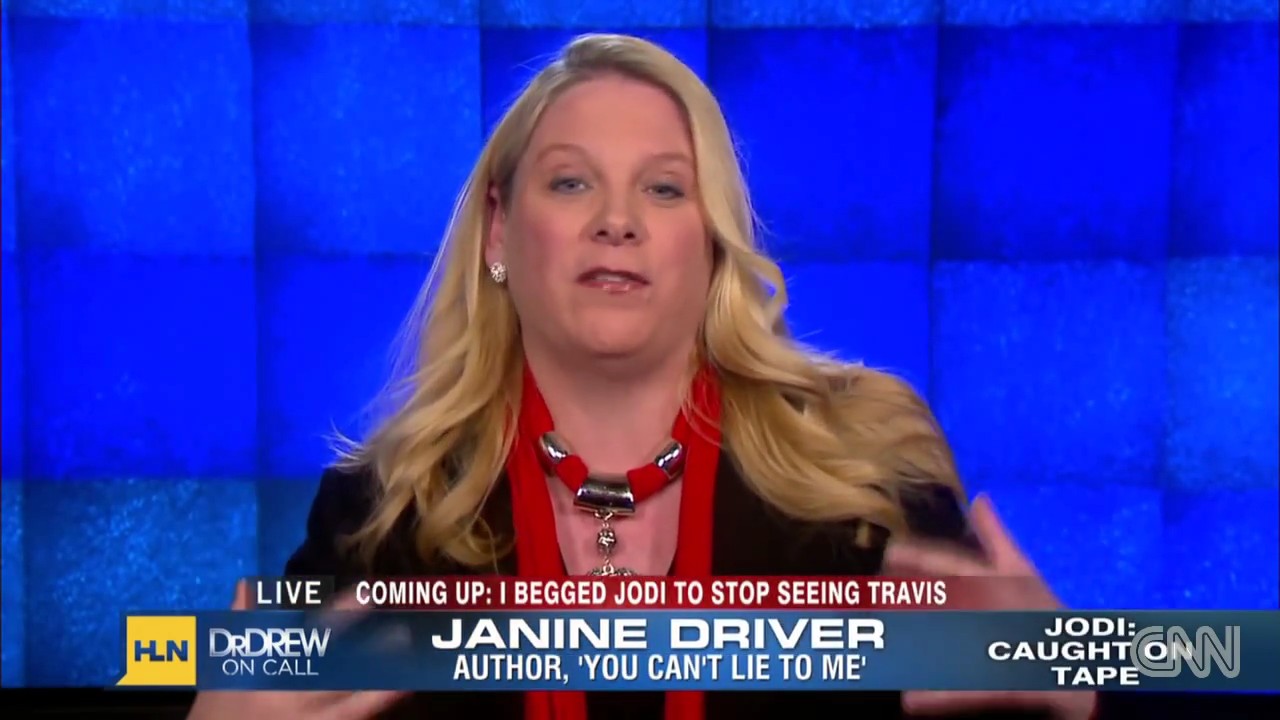 LIVE COMING UP: I BEGGED JODI TO STOP SEEING TRAVIS
HLN DRDREW ON CALL
JANINE DRIVER
AUTHOR, 'YOU CAN'T LIE TO ME'
JODI:
CAUGHT ON
TAPE
CNN